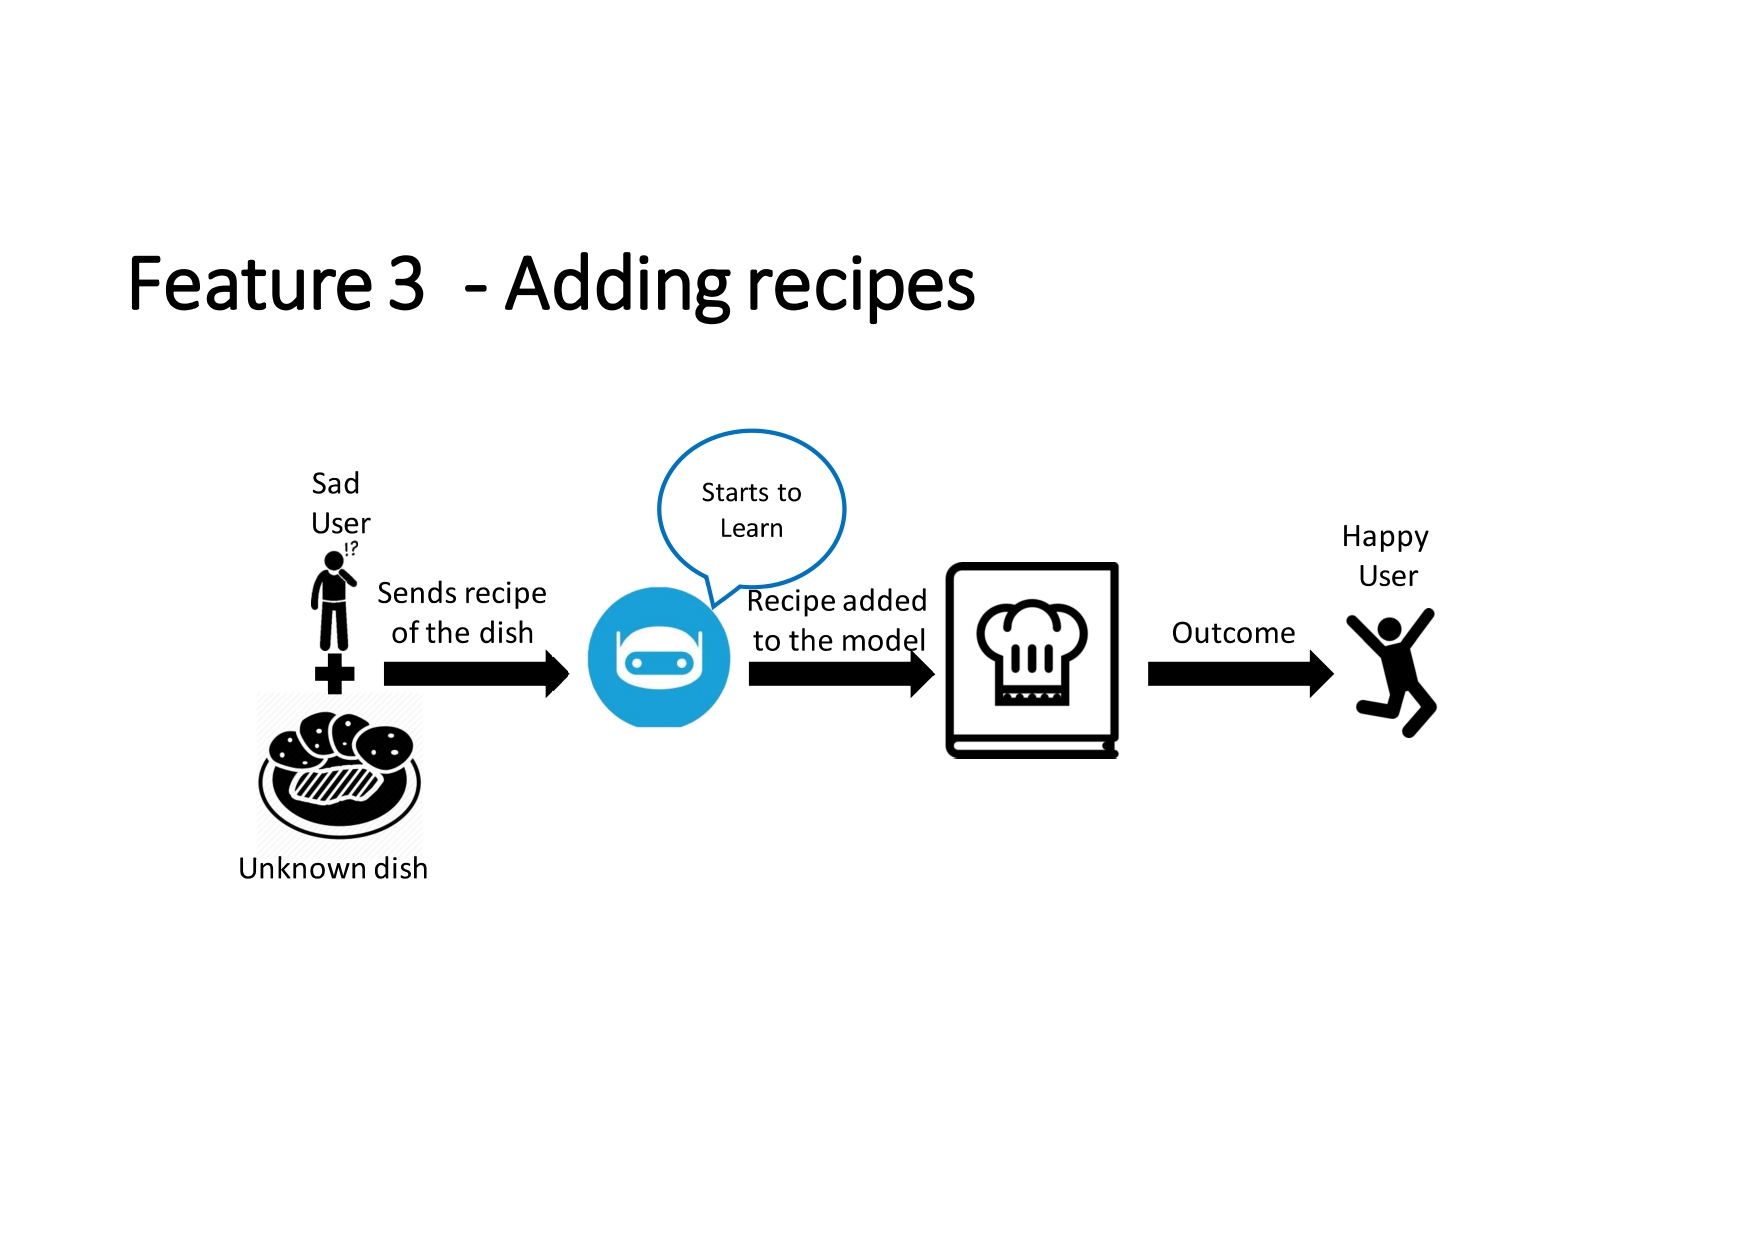 Feature 3 - Adding recipes
Sad
User
!?
Sends recipe
of the dish
Unknown dish
Starts to
Learn
Recipe added
to the model
Outcome
Happy
User